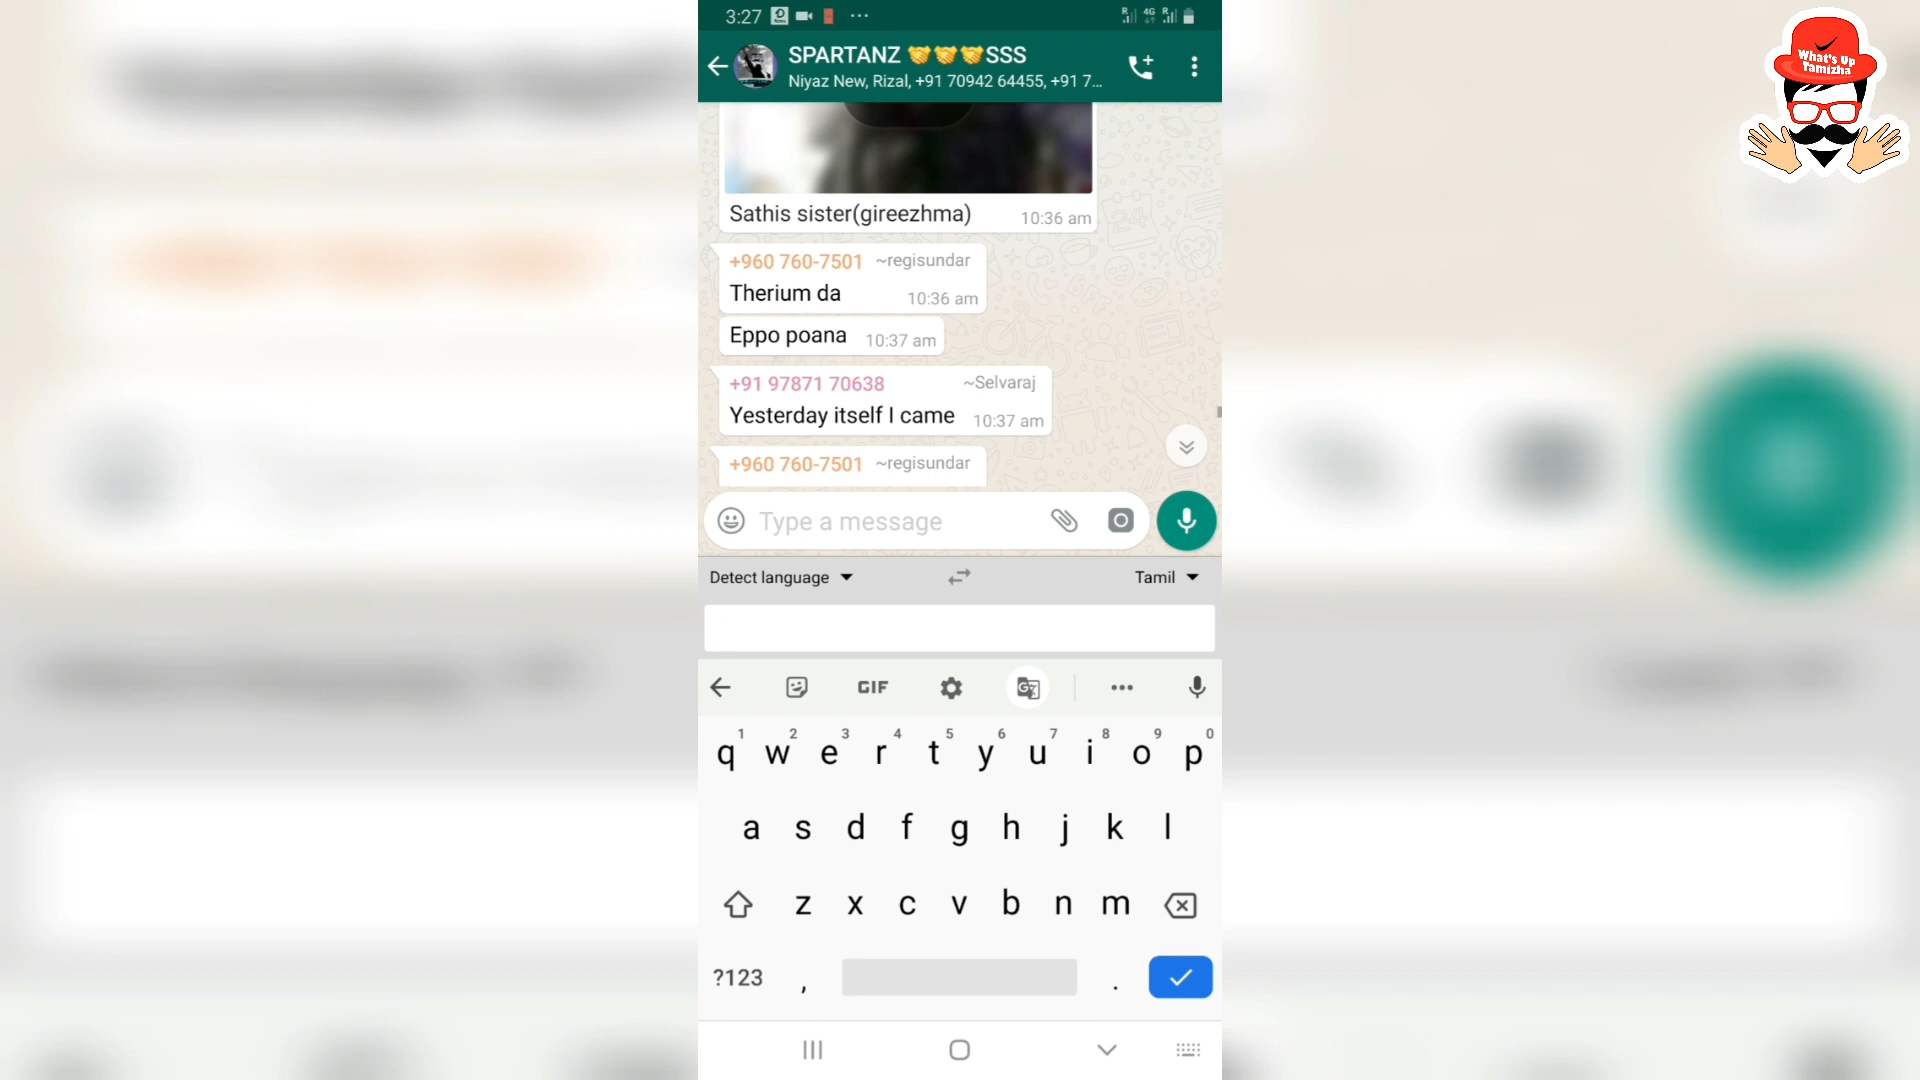 3:27
R 4G R
SPARTANZ 🤝🤝🤝SSS
Niyaz New, Rizal, +91 70942 64455, +91 7...
What's Up
Tamizha
Sathis sister(gireezhma) 10:36 am
+960 760-7501 ~regisundar
Therium da 10:36 am
Eppo poana 10:37 am
+91 97871 70638 ~Selvaraj
Yesterday itself I came 10:37 am
+960 760-7501 ~regisundar
Type a message
Detect language Tamil
GIF
1 2 3 4 5 6 7 8 9 0
q w e r t y u i o p
a s d f g h j k l
z x c v b n m
?123 , .